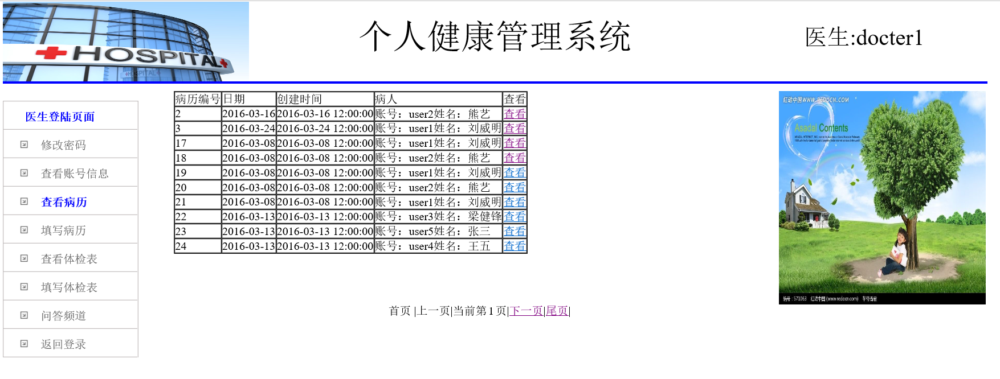 HOSPITAL
HOSPITAL
个人健康管理系统
医生:docter1
医生登陆页面
修改密码
查看账号信息
查看病历
填写病历
查看体检表
填写体检表
问答频道
返回登录
病历编号 日期 创建时间 病人 查看
2 2016-03-16 2016-03-16 12:00:00 账号：user2姓名：熊艺 查看
3 2016-03-24 2016-03-24 12:00:00 账号：user1姓名：刘威明 查看
17 2016-03-08 2016-03-08 12:00:00 账号：user1姓名：刘威明 查看
18 2016-03-08 2016-03-08 12:00:00 账号：user2姓名：熊艺 查看
19 2016-03-08 2016-03-08 12:00:00 账号：user1姓名：刘威明 查看
20 2016-03-08 2016-03-08 12:00:00 账号：user2姓名：熊艺 查看
21 2016-03-08 2016-03-08 12:00:00 账号：user1姓名：刘威明 查看
22 2016-03-13 2016-03-13 12:00:00 账号：user3姓名：梁健锋 查看
23 2016-03-13 2016-03-13 12:00:00 账号：user5姓名：张三 查看
24 2016-03-13 2016-03-13 12:00:00 账号：user4姓名：王五 查看
首页 |上一页|当前第1页|下一页|尾页|
红动中国WWW.REDOCN.COM
Asadal Contents
编号：571063 红动中国 (www.redocn.com)